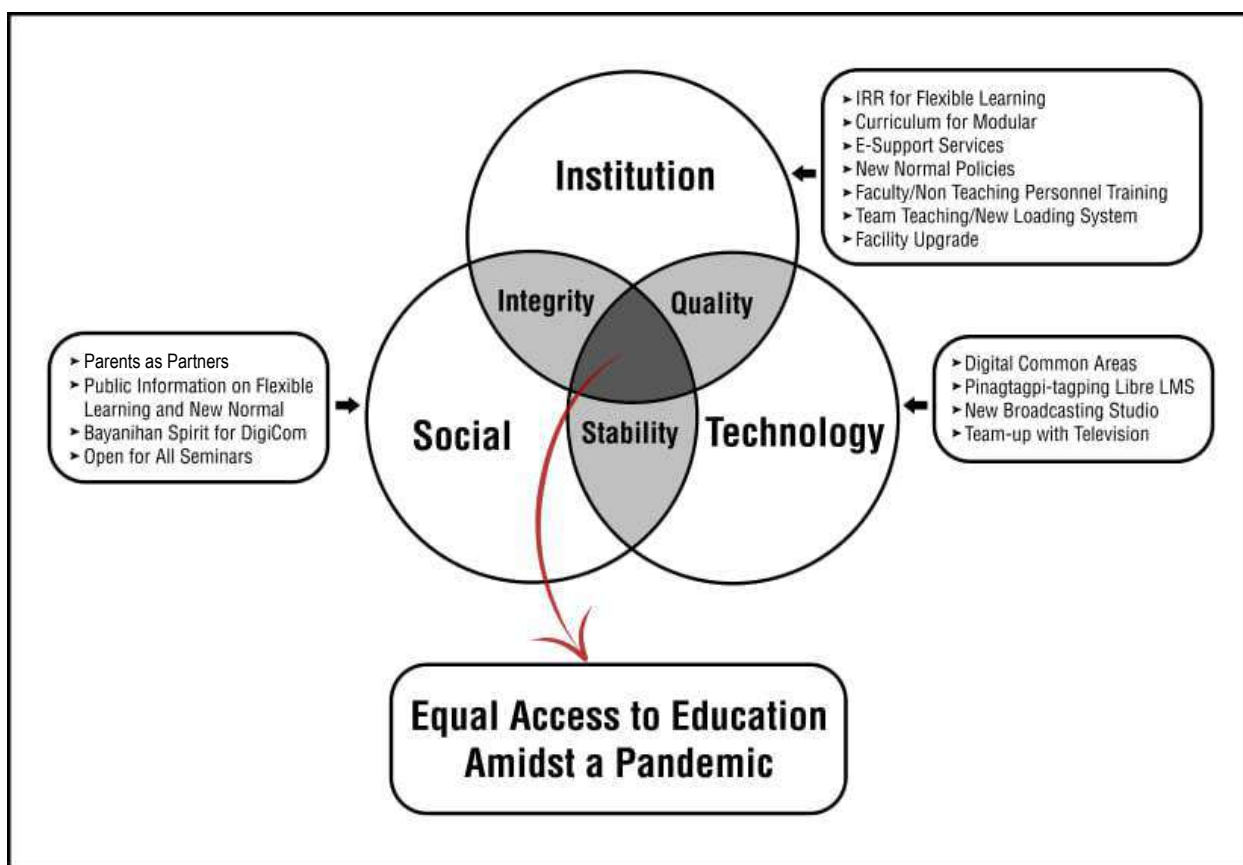 ➤ IRR for Flexible Learning
➤ Curriculum for Modular
➤ E-Support Services
➤ New Normal Policies
➤ Faculty/Non Teaching Personnel Training
➤ Team Teaching/New Loading System
➤ Facility Upgrade
Institution
Integrity
Quality
➤ Parents as Partners
➤ Public Information on Flexible
Learning and New Normal
➤ Bayanihan Spirit for DigiCom
➤ Open for All Seminars
Social
Stability
Technology
➤ Digital Common Areas
➤ Pinagtagpi-tagping Libre LMS
➤ New Broadcasting Studio
➤ Team-up with Television
Equal Access to Education
Amidst a Pandemic